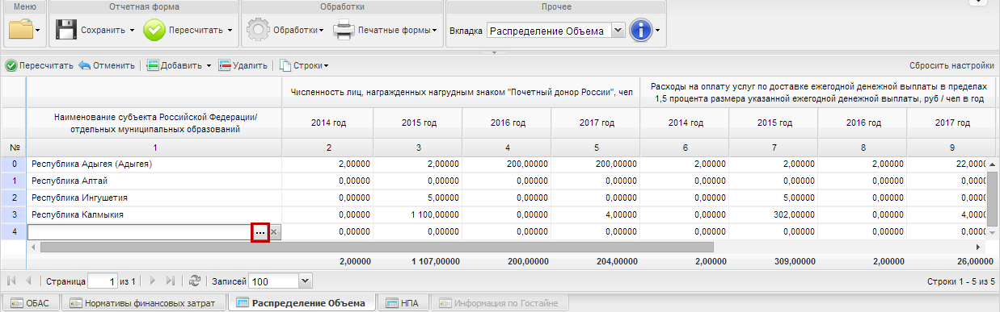 Меню Отчетная форма Обработки Прочее
Сохранить Пересчитать Обработки Печатные формы Вкладка Распределение Объема
Пересчитать Отменить Добавить Удалить Строки Сбросить настройки
Численность лиц, награжденных нагрудным знаком "Почетный донор России", чел
Расходы на оплату услуг по доставке ежегодной денежной выплаты в пределах
1,5 процента размера указанной ежегодной денежной выплаты, руб / чел в год
Наименование субъекта Российской Федерации/
отдельных муниципальных образований
2014 год 2015 год 2016 год 2017 год 2014 год 2015 год 2016 год 2017 год
№ 1 2 3 4 5 6 7 8 9
0 Республика Адыгея (Адыгея) 2,00000 2,00000 200,00000 200,00000 2,00000 2,00000 2,00000 22,0000
1 Республика Алтай 0,00000 0,00000 0,00000 0,00000 0,00000 0,00000 0,00000 0,0000
2 Республика Ингушетия 0,00000 5,00000 0,00000 0,00000 0,00000 5,00000 0,00000 0,0000
3 Республика Калмыкия 0,00000 1 100,00000 0,00000 4,00000 0,00000 302,00000 0,00000 4,0000
4 ... 0,00000 0,00000 0,00000 0,00000 0,00000 0,00000 0,00000 0,0000
2,00000 1 107,00000 200,00000 204,00000 2,00000 309,00000 2,00000 26,00000
Страница 1 из 1 Записей 100 Строки 1 - 5 из 5
ОБАС Нормативы финансовых затрат Распределение Объема НПА Информация по Гостайне